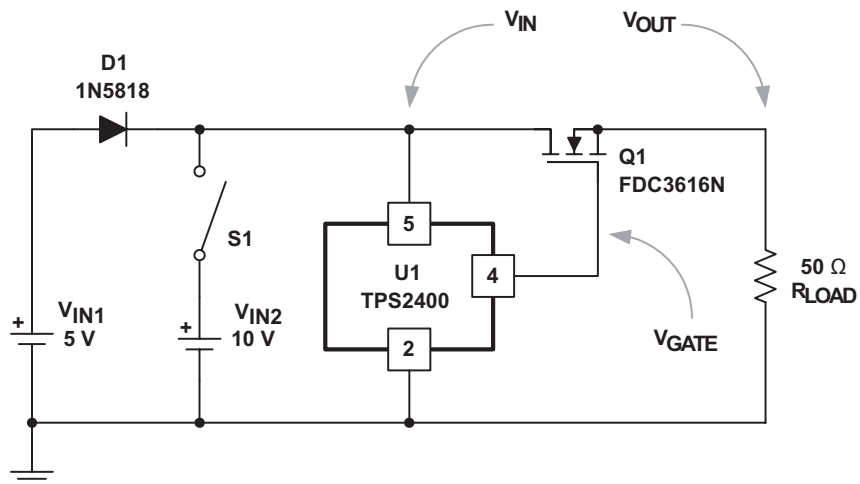 VIN
VOUT
D1
1N5818
Q1
FDC3616N
S1
5
U1
TPS2400
4
2
50 Ω
RLOAD
+
VIN1
5 V
+
VIN2
10 V
VGATE